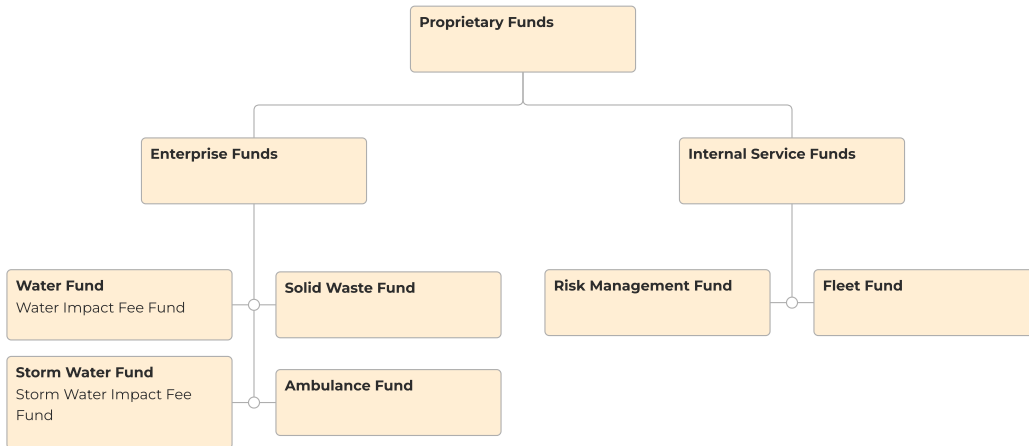 Proprietary Funds
Enterprise Funds
Internal Service Funds
Water Fund
Water Impact Fee Fund
Solid Waste Fund
Risk Management Fund
Fleet Fund
Storm Water Fund
Storm Water Impact Fee
Fund
Ambulance Fund